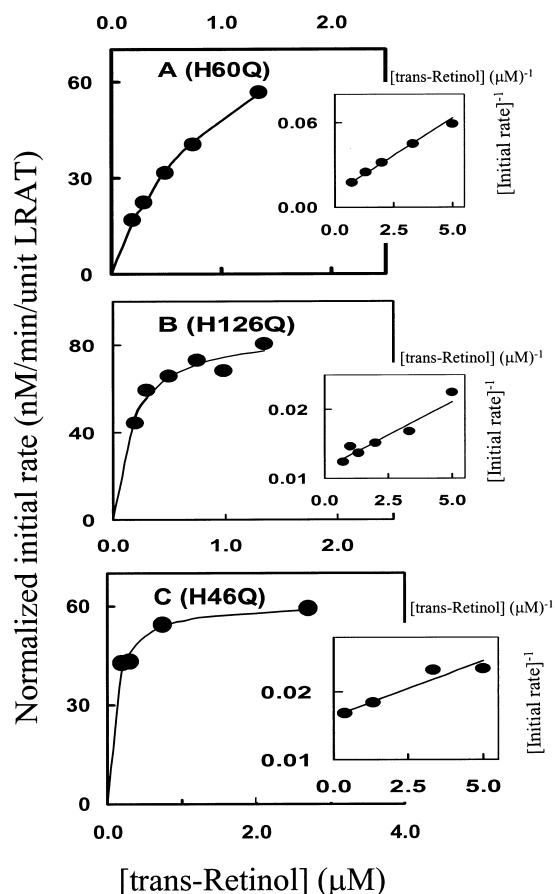 0.0 1.0 2.0
Normalized initial rate (nM/min/unit LRAT)
60
30
0
A (H60Q)
[trans-Retinol] (μM)-1
[Initial rate]-1
0.06
0.00
0.0 2.5 5.0
80
40
0
0.0 1.0 2.0
B (H126Q)
[trans-Retinol] (μM)-1
[Initial rate]-1
0.02
0.01
0.0 2.5 5.0
60
30
0
0.0 2.0 4.0
C (H46Q)
[trans-Retinol] (μM)-1
[Initial rate]-1
0.02
0.01
0.0 2.5 5.0
[trans-Retinol] (μM)